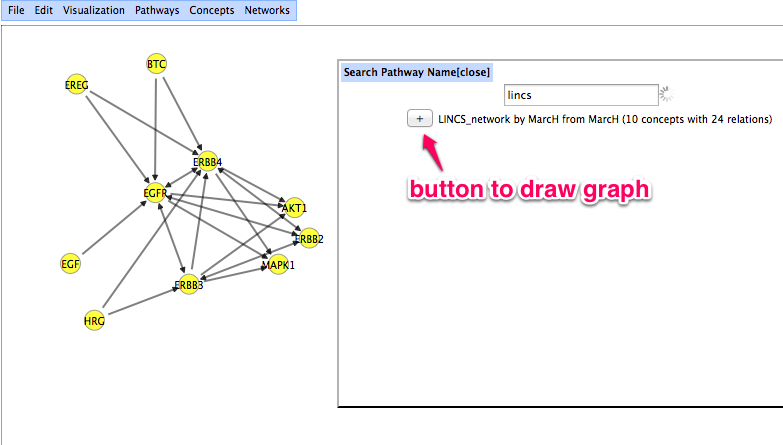 File Edit Visualization Pathways Concepts Networks
BTC
EREG
ERBB4
EGFR
AKT1
ERBB2
EGF
MAPK1
ERBB3
HRG
Search Pathway Name[close]
lincs
+ LINCS_network by MarcH from MarcH (10 concepts with 24 relations)
button to draw graph